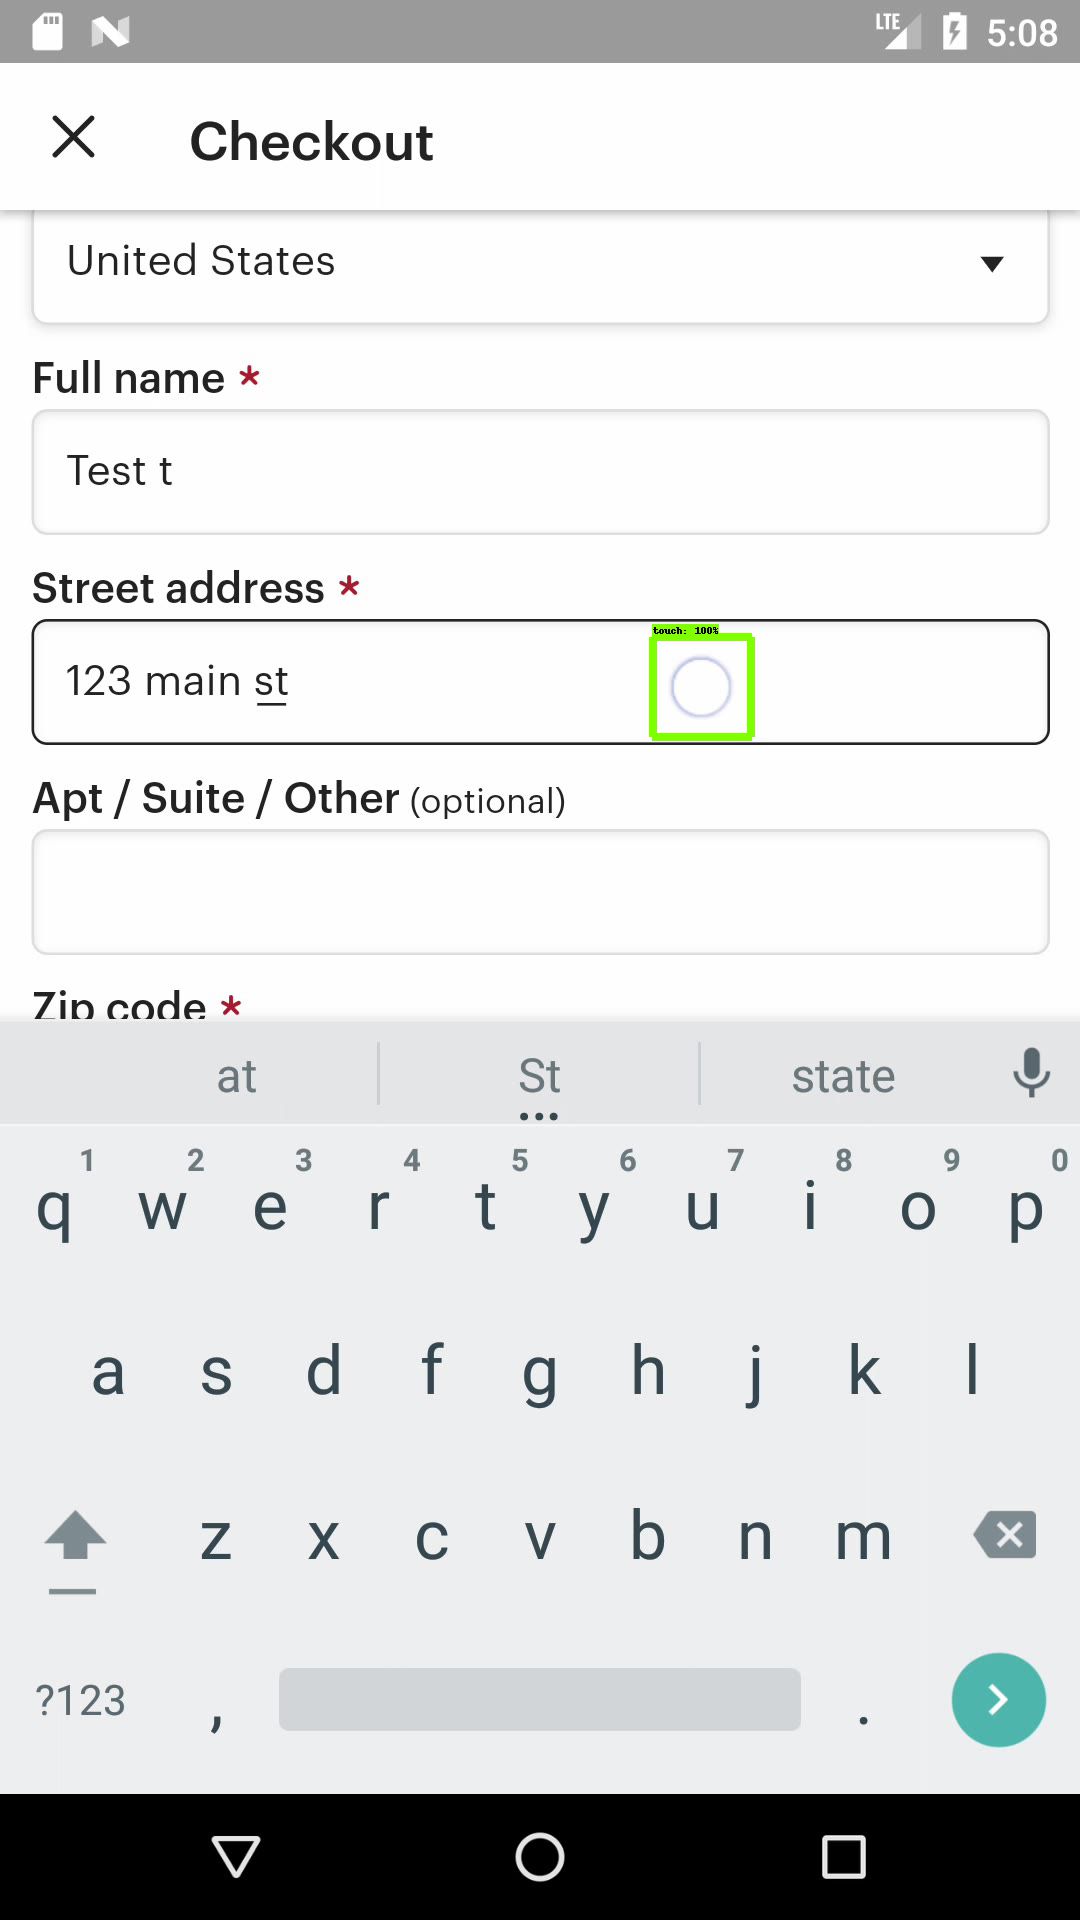 LTE 5:08
Checkout
United States
Full name *
Test t
Street address *
touch: 100%
123 main st
Apt / Suite / Other (optional)
Zip code *
at St state
1 2 3 4 5 6 7 8 9 0
q w e r t y u i o p
a s d f g h j k l
z x c v b n m
?123 , .